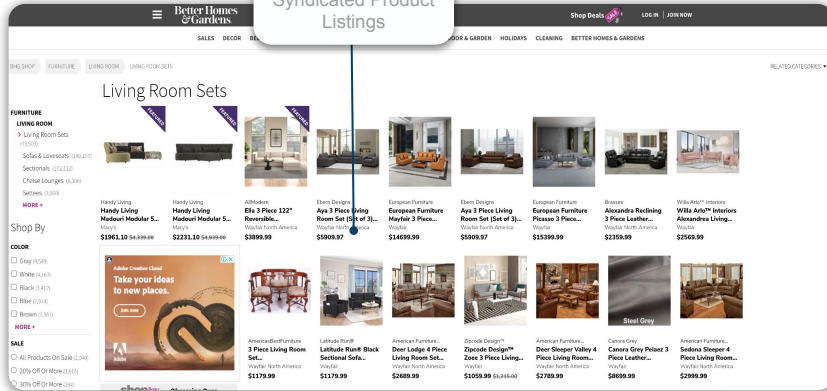 Better Homes
&Gardens
Syndicated Product
Listings
Shop Deals
SALE
LOG IN | JOIN NOW
SALES DECOR
OOR & GARDEN HOLIDAYS CLEANING BETTER HOMES & GARDENS
BHG SHOP FURNITURE LIVING ROOM LIVING ROOM SETS
RELATED CATEGORIES:
Living Room Sets
FURNITURE
LIVING ROOM
> Living Room Sets
Sofas & Loveseats
Sectionals (172,112)
Chaise Lounges
Settees
MORE +
Shop By
COLOR
Gray
White
Black
Blue
Brown
MORE +
SALE
All Products On Sale
20% Off Or More
30% Off Or More
FEATURED
FEATURED
FEATURED
Handy Living
Handy Living
Madouri Modular 5...
Macy's
$1961.10 $4,339.00
Handy Living
Handy Living
Madouri Modular 5...
Macy's
$2231.10 $4,939.00
AllModern
Ella 3 Piece 122"
Reversible...
Wayfair North America
$3899.99
Ebern Designs
Aya 3 Piece Living
Room Set (Set of 3)...
Wayfair North America
$5909.97
European Furniture
European Furniture
Mayfair 3 Piece...
Wayfair
$14699.99
Ebern Designs
Aya 3 Piece Living
Room Set (Set of 3)...
Wayfair North America
$5909.97
European Furniture
European Furniture
Picasso 3 Piece...
Wayfair
$15399.99
Brassex
Alexandra Reclining
3 Piece Leather...
Wayfair North America
$2359.99
Willa Arlo™ Interiors
Willa Arlo™ Interiors
Alexandrea Living...
Wayfair
$2569.99
Adobe Creative Cloud
Take your ideas
to new places.
Join now
Adobe
AmericasBestFurniture
3 Piece Living Room
Set...
Wayfair North America
$1179.99
Latitude Run®
Latitude Run® Black
Sectional Sofa...
Wayfair North America
$1179.99
American Furniture...
Deer Lodge 4 Piece
Living Room Set...
Wayfair North America
$2689.99
Zipcode Design™
Zipcode Design™
Zoee 3 Piece Living...
Wayfair North America
$1059.99 $1,215.00
American Furniture...
Deer Sleeper Valley 4
Piece Living Room...
Wayfair North America
$2789.99
Steel Grey
Canora Grey
Canora Grey Pelaez 3
Piece Leather...
Wayfair
$8699.99
American Furniture...
Sedona Sleeper 4
Piece Living Room...
Wayfair North America
$2999.99